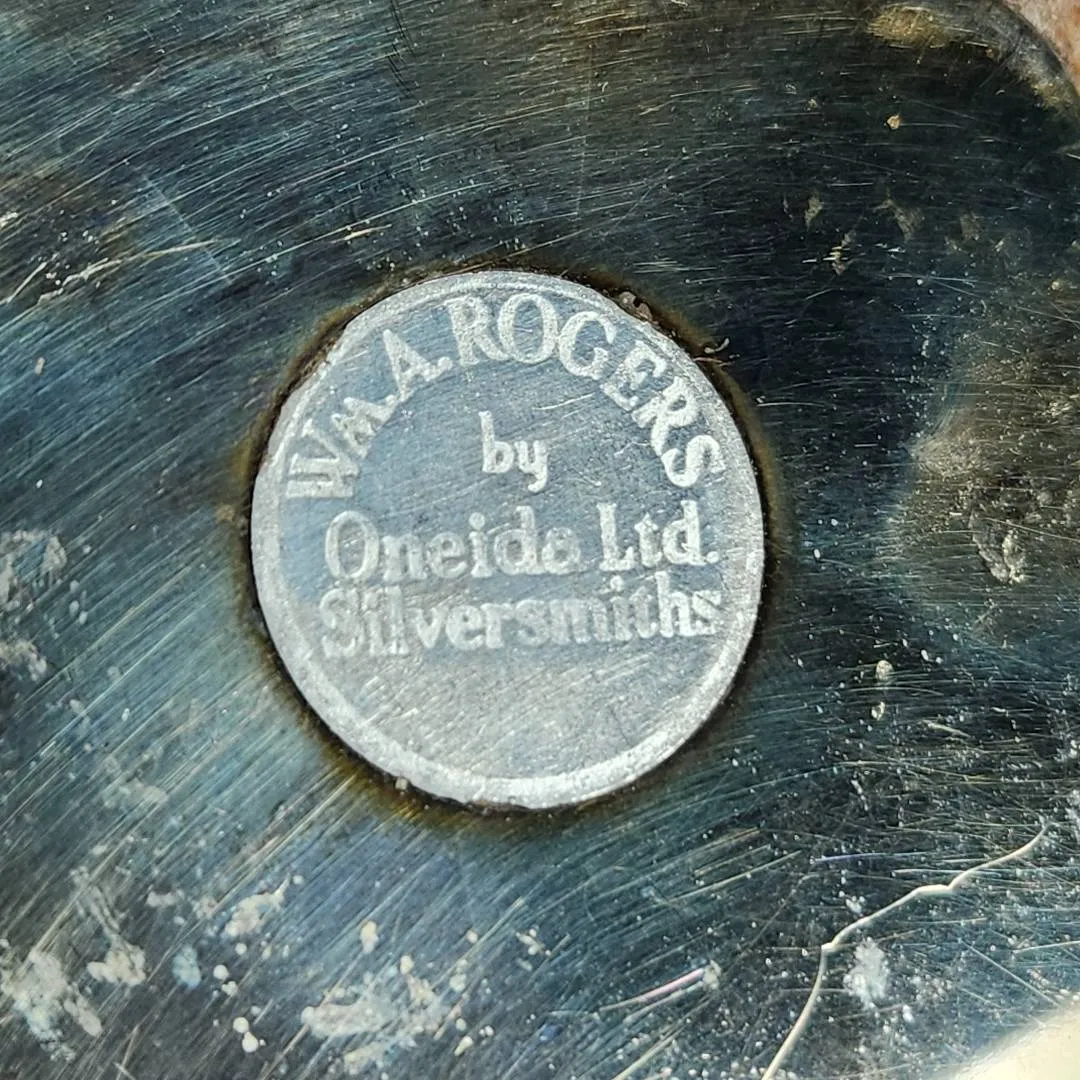 Wm.A.ROGERS
by
Oneida Ltd.
Silversmiths